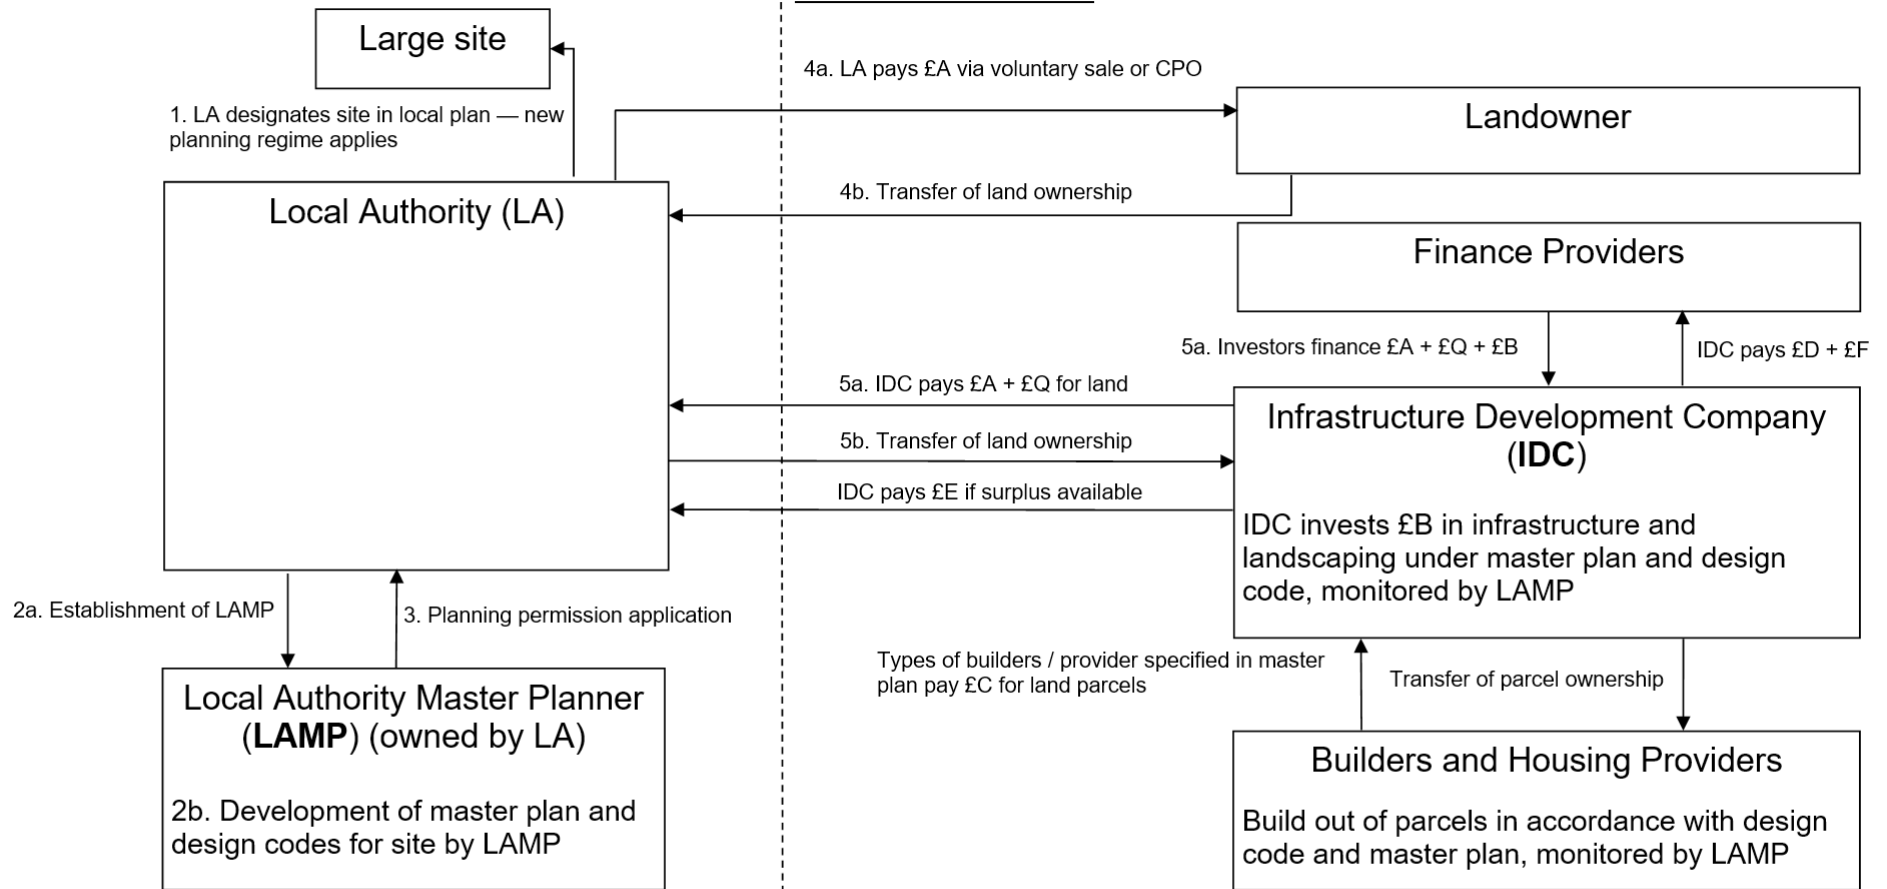 Large site
1. LA designates site in local plan — new
planning regime applies
4a. LA pays £A via voluntary sale or CPO
Landowner
Local Authority (LA)
4b. Transfer of land ownership
Finance Providers
5a. Investors finance £A + £Q + £B
IDC pays £D + £F
5a. IDC pays £A + £Q for land
5b. Transfer of land ownership
IDC pays £E if surplus available
Infrastructure Development Company
(IDC)
IDC invests £B in infrastructure and
landscaping under master plan and design
code, monitored by LAMP
2a. Establishment of LAMP
3. Planning permission application
Types of builders / provider specified in master
plan pay £C for land parcels
Transfer of parcel ownership
Local Authority Master Planner
(LAMP) (owned by LA)
2b. Development of master plan and
design codes for site by LAMP
Builders and Housing Providers
Build out of parcels in accordance with design
code and master plan, monitored by LAMP